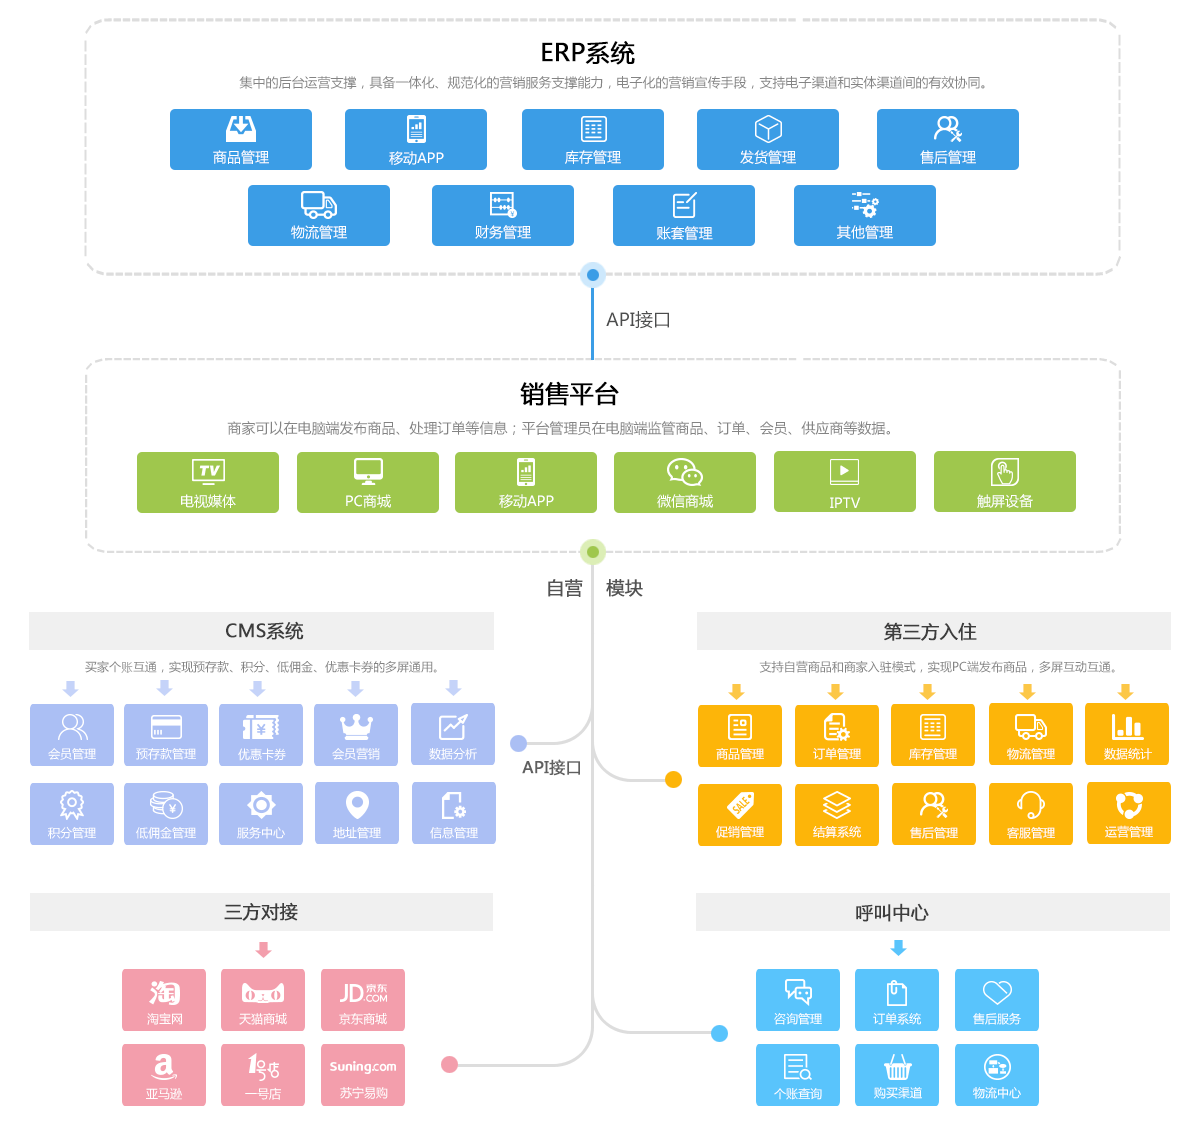 ERP系统
集中的后台运营支撑，具备一体化、规范化的营销服务支撑能力，电子化的营销宣传手段，支持电子渠道和实体渠道间的有效协同。
商品管理
移动APP
库存管理
发货管理
售后管理
物流管理
财务管理
账套管理
其他管理
API接口
销售平台
商家可以在电脑端发布商品、处理订单等信息；平台管理员在电脑端监管商品、订单、会员、供应商等数据。
TV
电视媒体
PC商城
移动APP
微信商城
IPTV
触屏设备
自营 模块
CMS系统
买家个账互通，实现预存款、积分、低佣金、优惠卡券的多屏通用。
会员管理
预存款管理
优惠卡券
会员营销
数据分析
积分管理
低佣金管理
服务中心
地址管理
信息管理
API接口
第三方入住
支持自营商品和商家入驻模式，实现PC端发布商品，多屏互动互通。
商品管理
订单管理
库存管理
物流管理
数据统计
SALE
促销管理
结算系统
售后管理
客服管理
运营管理
三方对接
淘
淘宝网
天猫商城
JD京东.COM
京东商城
a
亚马逊
1号店
一号店
Suning.com
苏宁易购
呼叫中心
咨询管理
订单系统
售后服务
个账查询
购买渠道
物流中心